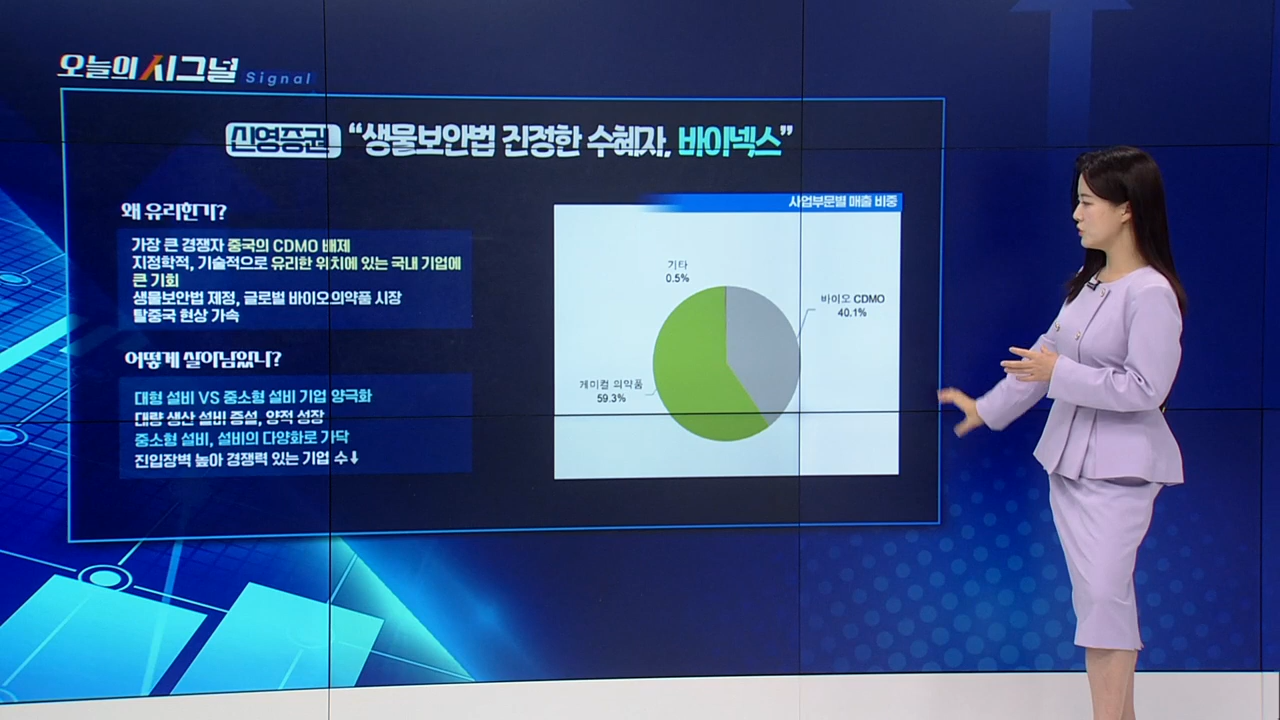 오늘의 시그널 Signal
신영증권 “생물보안법 진정한 수혜자, 바이넥스”
왜 유리한가?
가장 큰 경쟁자 중국의 CDMO 배제
지정학적, 기술적으로 유리한 위치에 있는 국내 기업에
큰 기회
생물보안법 제정, 글로벌 바이오의약품 시장
탈중국 현상 가속
어떻게 살아남았나?
대형 설비 VS 중소형 설비 기업 양극화
대량 생산 설비 증설, 양적 성장
중소형 설비, 설비의 다양화로 가닥
진입장벽 높아 경쟁력 있는 기업 수⬇
사업부문별 매출 비중
기타
0.5%
바이오 CDMO
40.1%
케미컬 의약품
59.3%